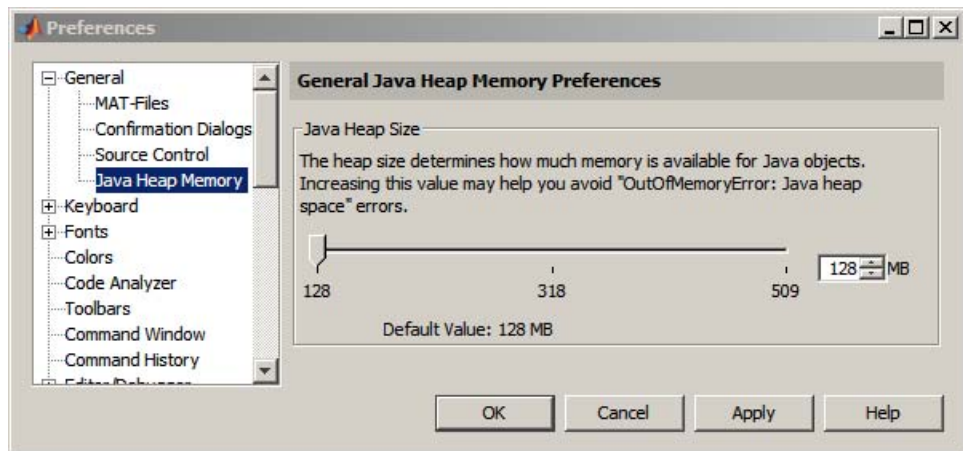 Preferences
General
MAT-Files
Confirmation Dialogs
Source Control
Java Heap Memory
Keyboard
Fonts
Colors
Code Analyzer
Toolbars
Command Window
Command History
Editor/Debugger
General Java Heap Memory Preferences
Java Heap Size
The heap size determines how much memory is available for Java objects.
Increasing this value may help you avoid "OutOfMemoryError: Java heap
space" errors.
128 MB
128 318 509
Default Value: 128 MB
OK Cancel Apply Help